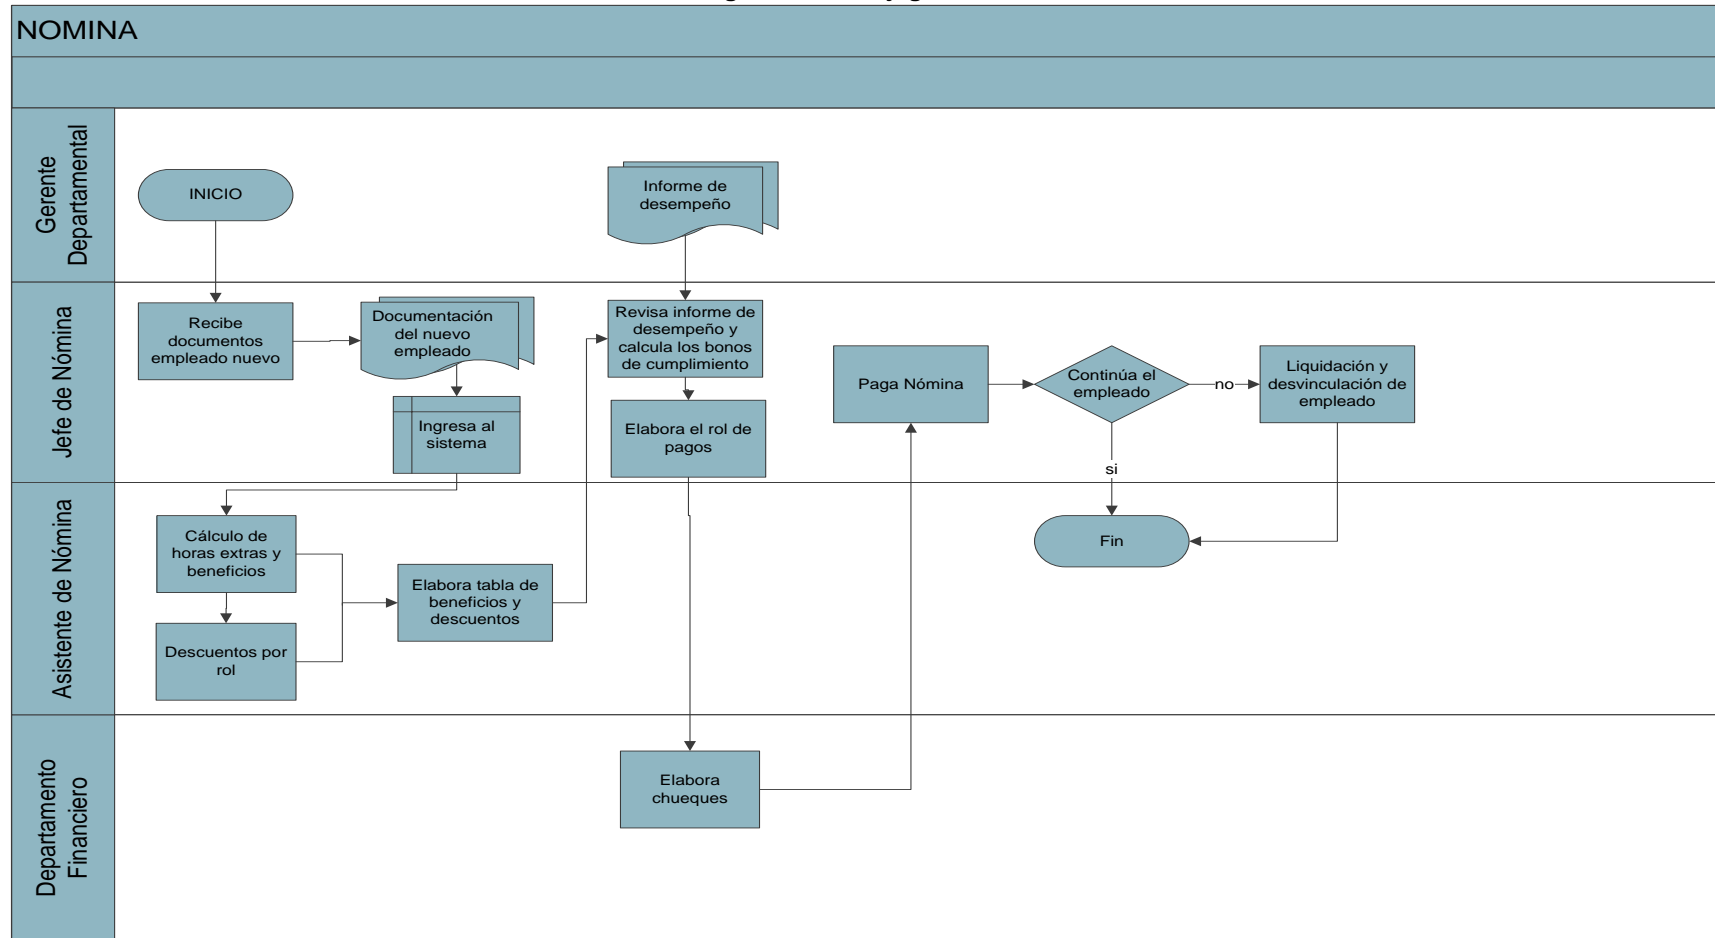 NOMINA
Gerente
Departamental
INICIO
Informe de
desempeño
Jefe de Nómina
Recibe
documentos
empleado nuevo
Documentación
del nuevo
empleado
Ingresa al
sistema
Revisa informe de
desempeño y
calcula los bonos
de cumplimiento
Elabora el rol de
pagos
Paga Nómina
Continúa el
empleado
no
Liquidación y
desvinculación de
empleado
si
Asistente de Nómina
Cálculo de
horas extras y
beneficios
Descuentos por
rol
Elabora tabla de
beneficios y
descuentos
Fin
Departamento
Financiero
Elabora
chueques